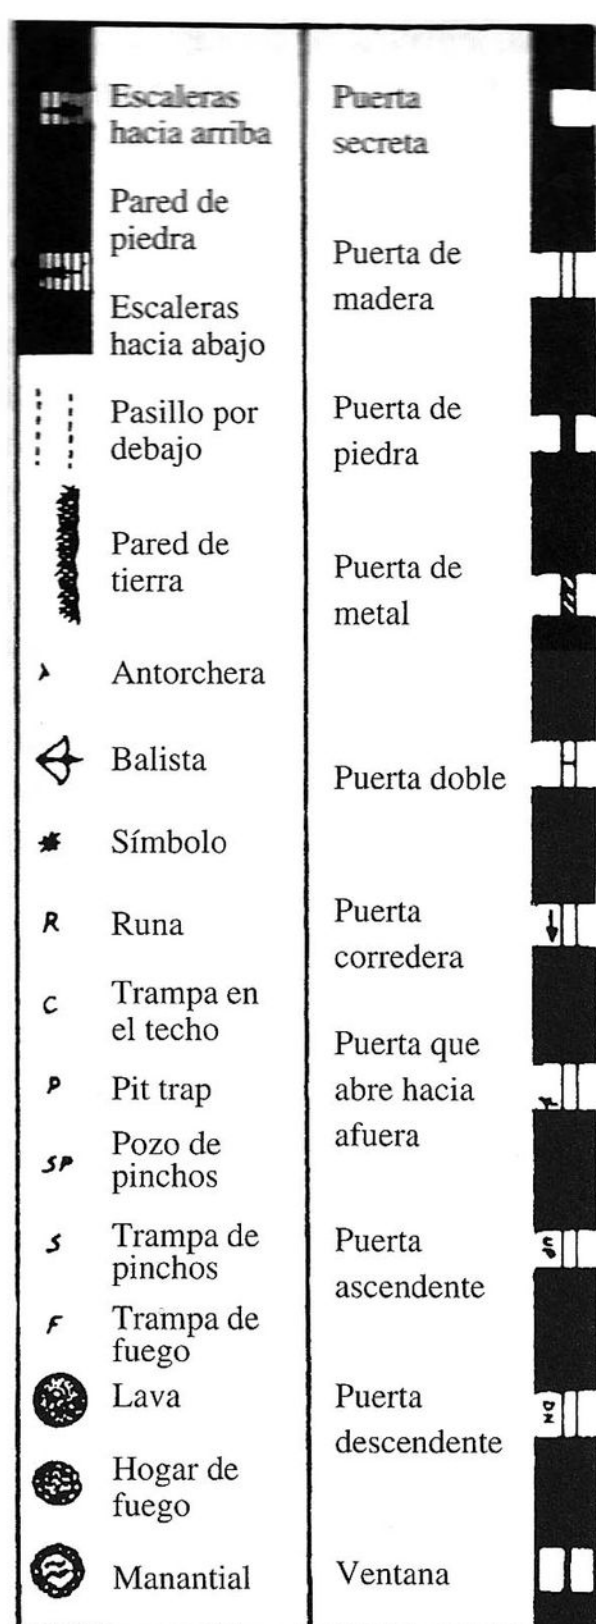 Escaleras
hacia arriba
Pared de
piedra
Escaleras
hacia abajo
Pasillo por
debajo
Pared de
tierra
Antorchera
Balista
Símbolo
R Runa
C Trampa en
el techo
P Pit trap
SP Pozo de
pinchos
S Trampa de
pinchos
F Trampa de
fuego
Lava
Hogar de
fuego
Manantial
Puerta
secreta
Puerta de
madera
Puerta de
piedra
Puerta de
metal
Puerta doble
Puerta
corredera
Puerta que
abre hacia
afuera
Puerta
ascendente
UP
Puerta
descendente
DN
Ventana